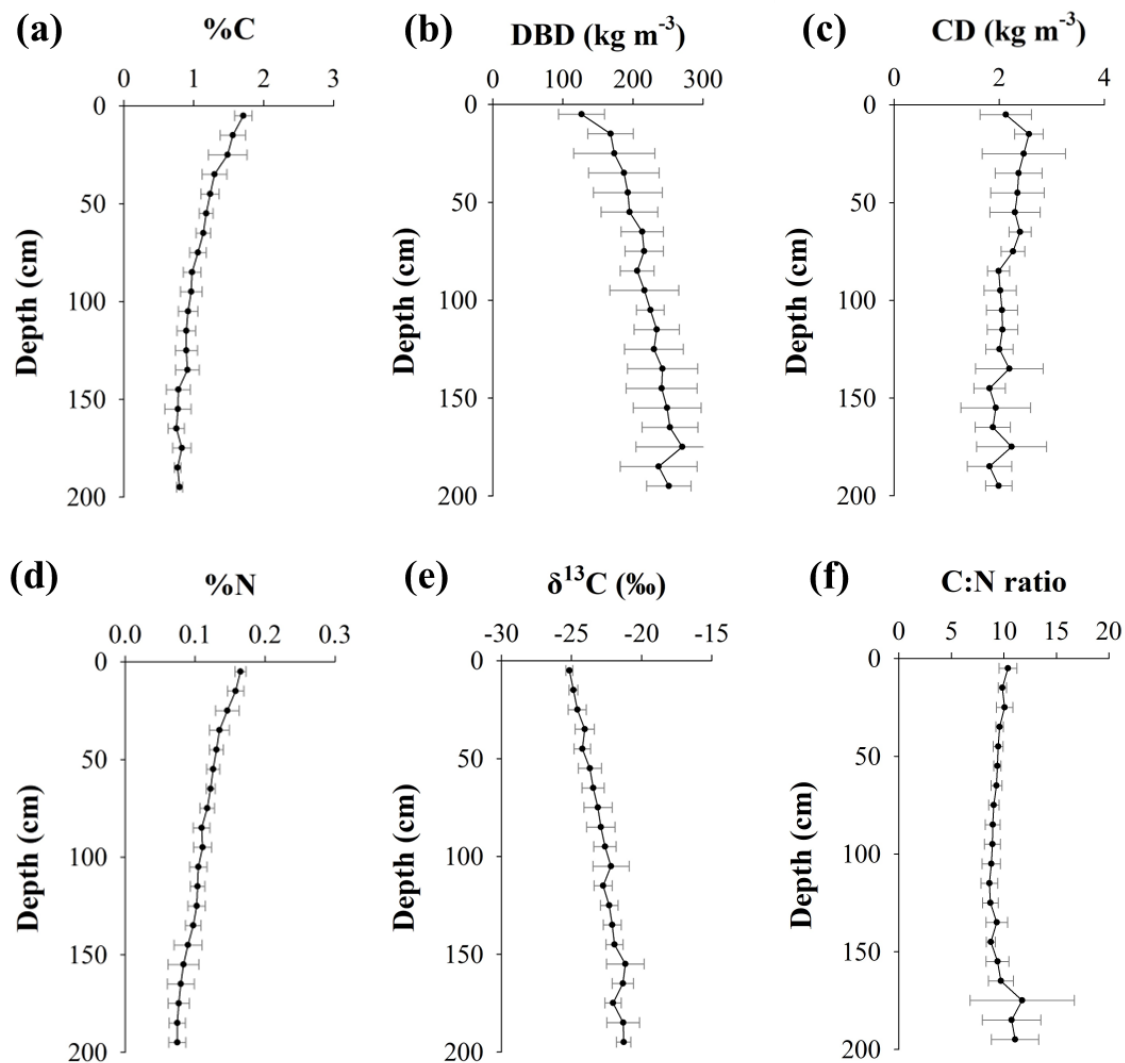 (a) %C
0 1 2 3
0
50
100
150
200
Depth (cm)
(b) DBD (kg m⁻³)
0 100 200 300
0
50
100
150
200
Depth (cm)
(c) CD (kg m⁻³)
0 2 4
0
50
100
150
200
Depth (cm)
(d) %N
0.0 0.1 0.2 0.3
0
50
100
150
200
Depth (cm)
(e) δ¹³C (‰)
-30 -25 -20 -15
0
50
100
150
200
Depth (cm)
(f) C:N ratio
0 5 10 15 20
0
50
100
150
200
Depth (cm)